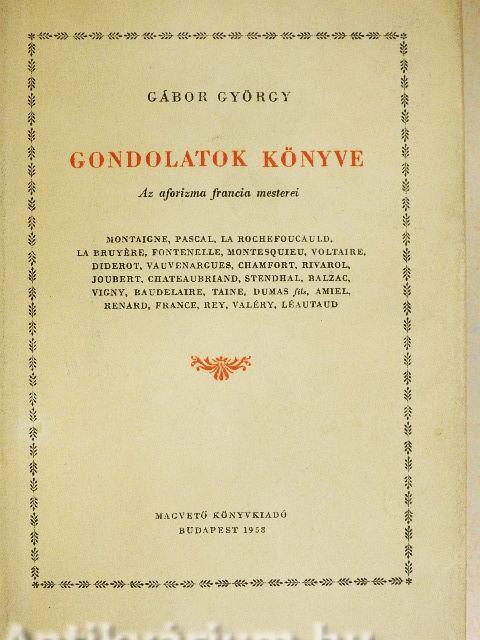 GÁBOR GYÖRGY
GONDOLATOK KÖNYVE
Az aforizma francia mesterei
MONTAIGNE, PASCAL, LA ROCHEFOUCAULD,
LA BRUYÈRE, FONTENELLE, MONTESQUIEU, VOLTAIRE,
DIDEROT, VAUVENARGUES, CHAMFORT, RIVAROL,
JOUBERT, CHATEAUBRIAND, STENDHAL, BALZAC,
VIGNY, BAUDELAIRE, TAINE, DUMAS fils, AMIEL,
RENARD, FRANCE, REY, VALÉRY, LÉAUTAUD
MAGVETŐ KÖNYVKIADÓ
BUDAPEST 1958
Antikvárium.hu